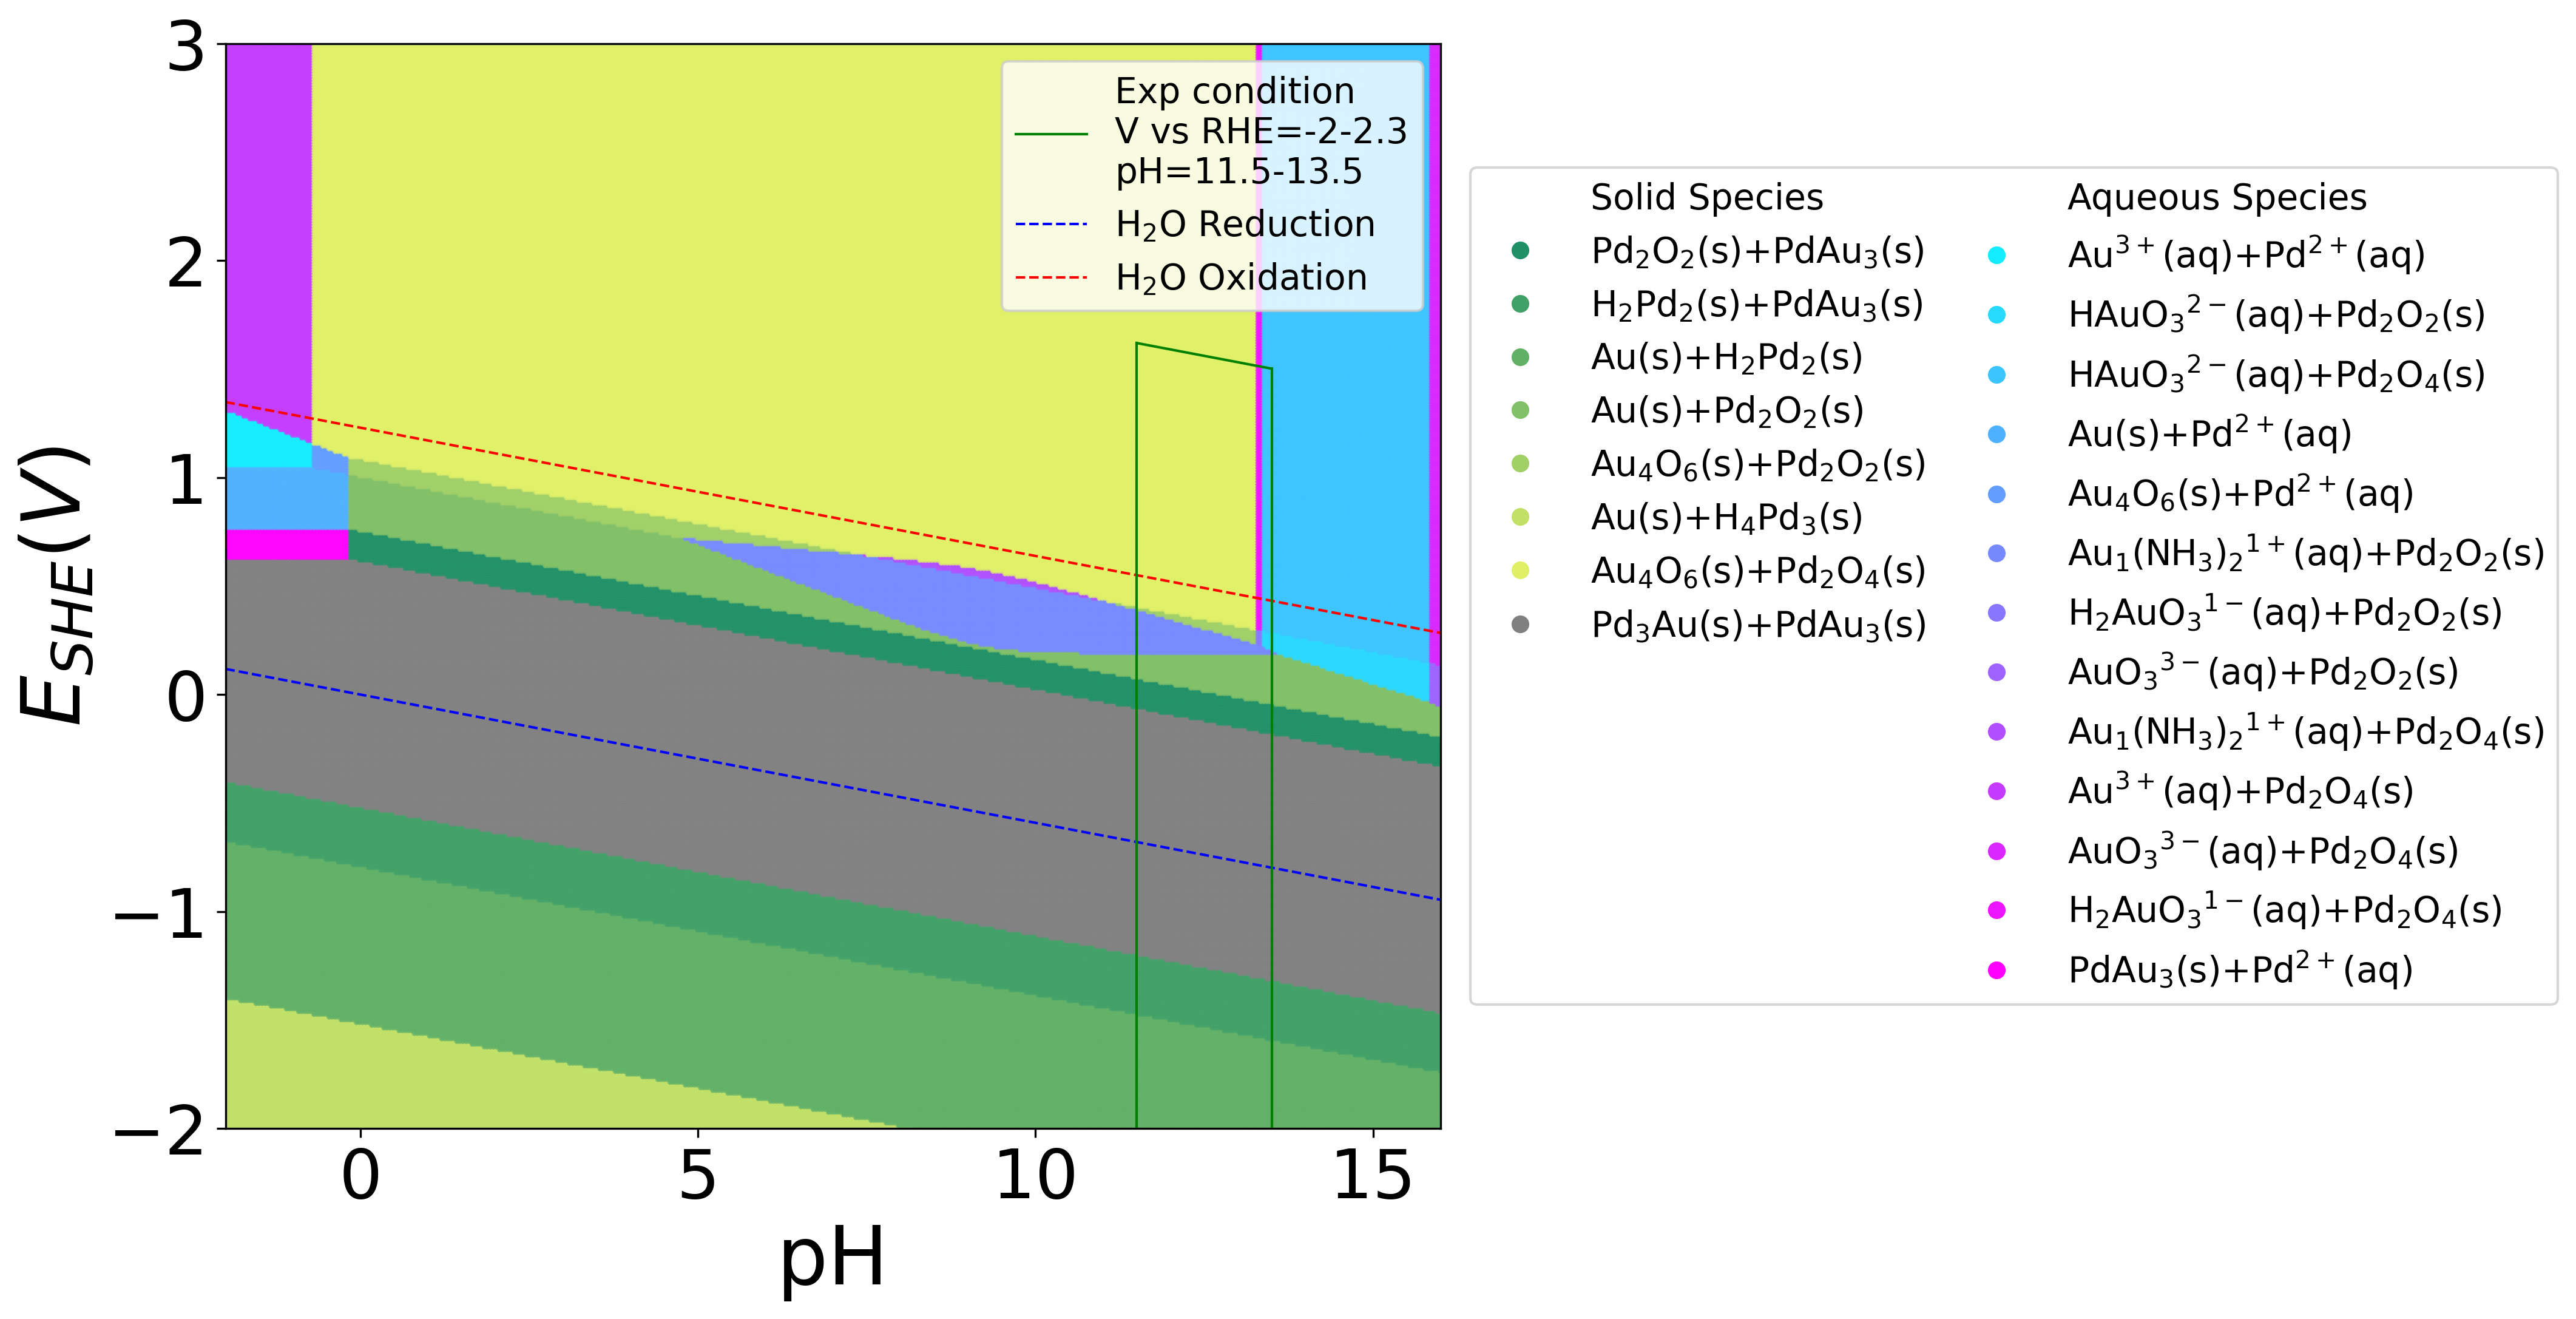 3
2
1
0
−1
−2
E_{SHE}(V)
0
5
10
15
pH
Exp condition
V vs RHE=-2-2.3
pH=11.5-13.5
H₂O Reduction
H₂O Oxidation
Solid Species
Pd₂O₂(s)+PdAu₃(s)
H₂Pd₂(s)+PdAu₃(s)
Au(s)+H₂Pd₂(s)
Au(s)+Pd₂O₂(s)
Au₄O₆(s)+Pd₂O₂(s)
Au(s)+H₄Pd₃(s)
Au₄O₆(s)+Pd₂O₄(s)
Pd₃Au(s)+PdAu₃(s)
Aqueous Species
Au³⁺(aq)+Pd²⁺(aq)
HAuO₃²⁻(aq)+Pd₂O₂(s)
HAuO₃²⁻(aq)+Pd₂O₄(s)
Au(s)+Pd²⁺(aq)
Au₄O₆(s)+Pd²⁺(aq)
Au₁(NH₃)₂¹⁺(aq)+Pd₂O₂(s)
H₂AuO₃¹⁻(aq)+Pd₂O₂(s)
AuO₃³⁻(aq)+Pd₂O₂(s)
Au₁(NH₃)₂¹⁺(aq)+Pd₂O₄(s)
Au³⁺(aq)+Pd₂O₄(s)
AuO₃³⁻(aq)+Pd₂O₄(s)
H₂AuO₃¹⁻(aq)+Pd₂O₄(s)
PdAu₃(s)+Pd²⁺(aq)